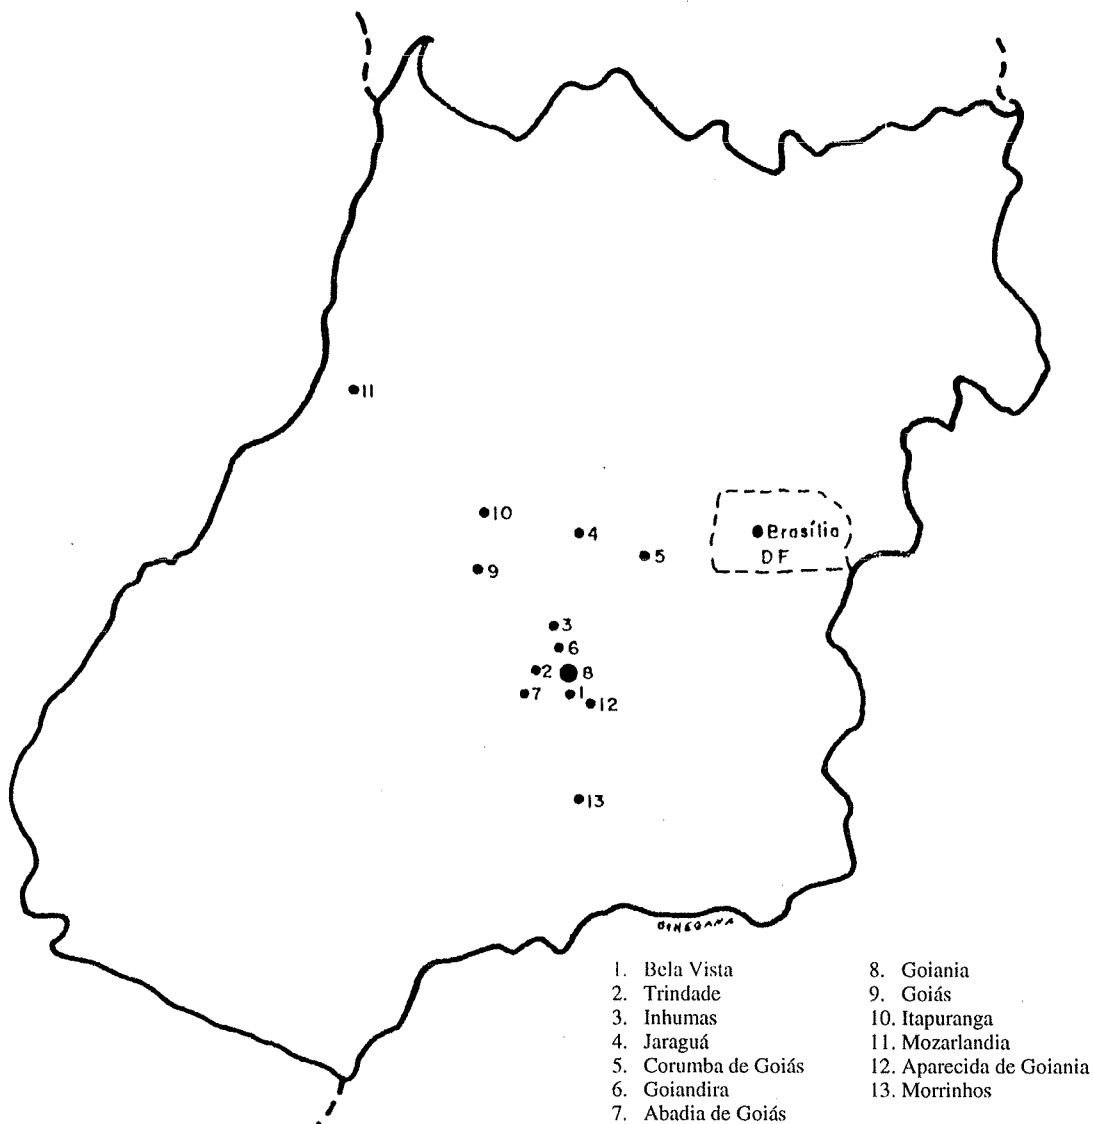 11
10
4
Brasília
5
DF
9
3
6
2
8
7
1
12
13
1. Bela Vista
2. Trindade
3. Inhumas
4. Jaraguá
5. Corumba de Goiás
6. Goiandira
7. Abadia de Goiás
8. Goiania
9. Goiás
10. Itapuranga
11. Mozarlandia
12. Aparecida de Goiania
13. Morrinhos